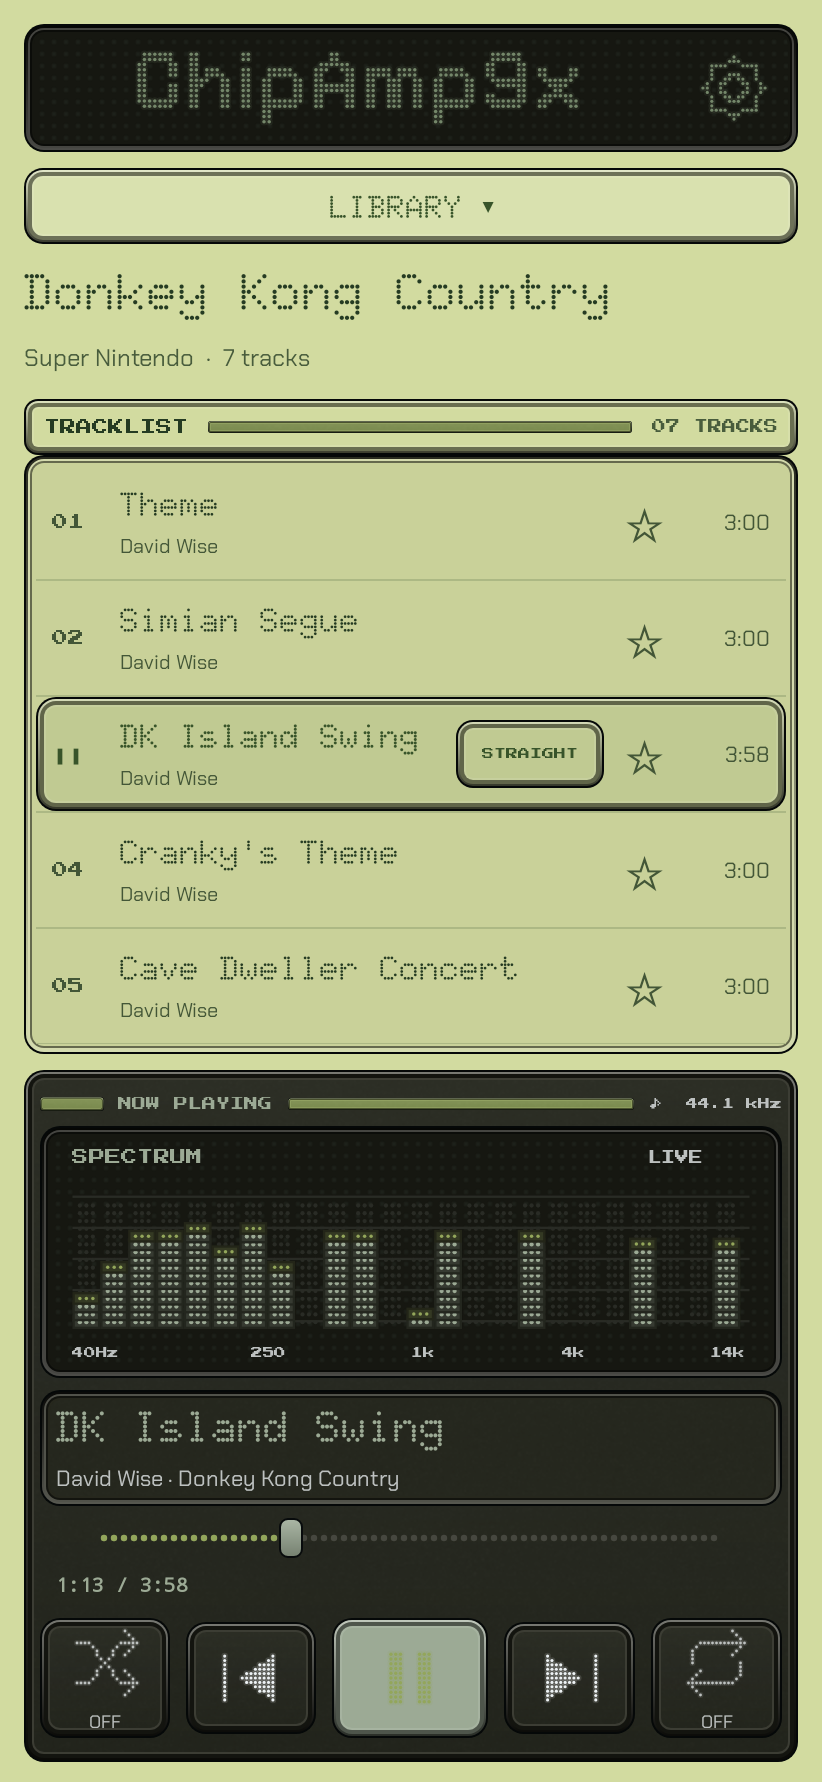 ChipAmp9x
LIBRARY ▼
Donkey Kong Country
Super Nintendo · 7 tracks
TRACKLIST 07 TRACKS
01 Theme 3:00
David Wise
02 Simian Segue 3:00
David Wise
DK Island Swing STRAIGHT 3:58
David Wise
04 Cranky's Theme 3:00
David Wise
05 Cave Dweller Concert 3:00
David Wise
NOW PLAYING ♪ 44.1 kHz
SPECTRUM LIVE
40Hz 250 1k 4k 14k
DK Island Swing
David Wise · Donkey Kong Country
1:13 / 3:58
OFF OFF